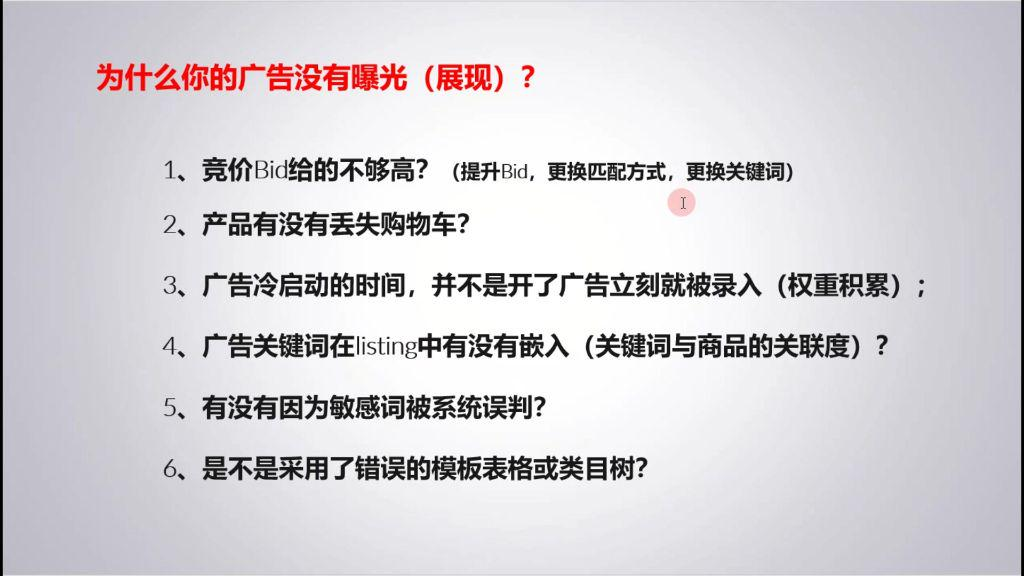 为什么你的广告没有曝光（展现）？
1、竞价Bid给的不够高？（提升Bid，更换匹配方式，更换关键词）
2、产品有没有丢失购物车？
3、广告冷启动的时间，并不是开了广告立刻就被录入（权重积累）；
4、广告关键词在listing中有没有嵌入（关键词与商品的关联度）？
5、有没有因为敏感词被系统误判？
6、是不是采用了错误的模板表格或类目树？